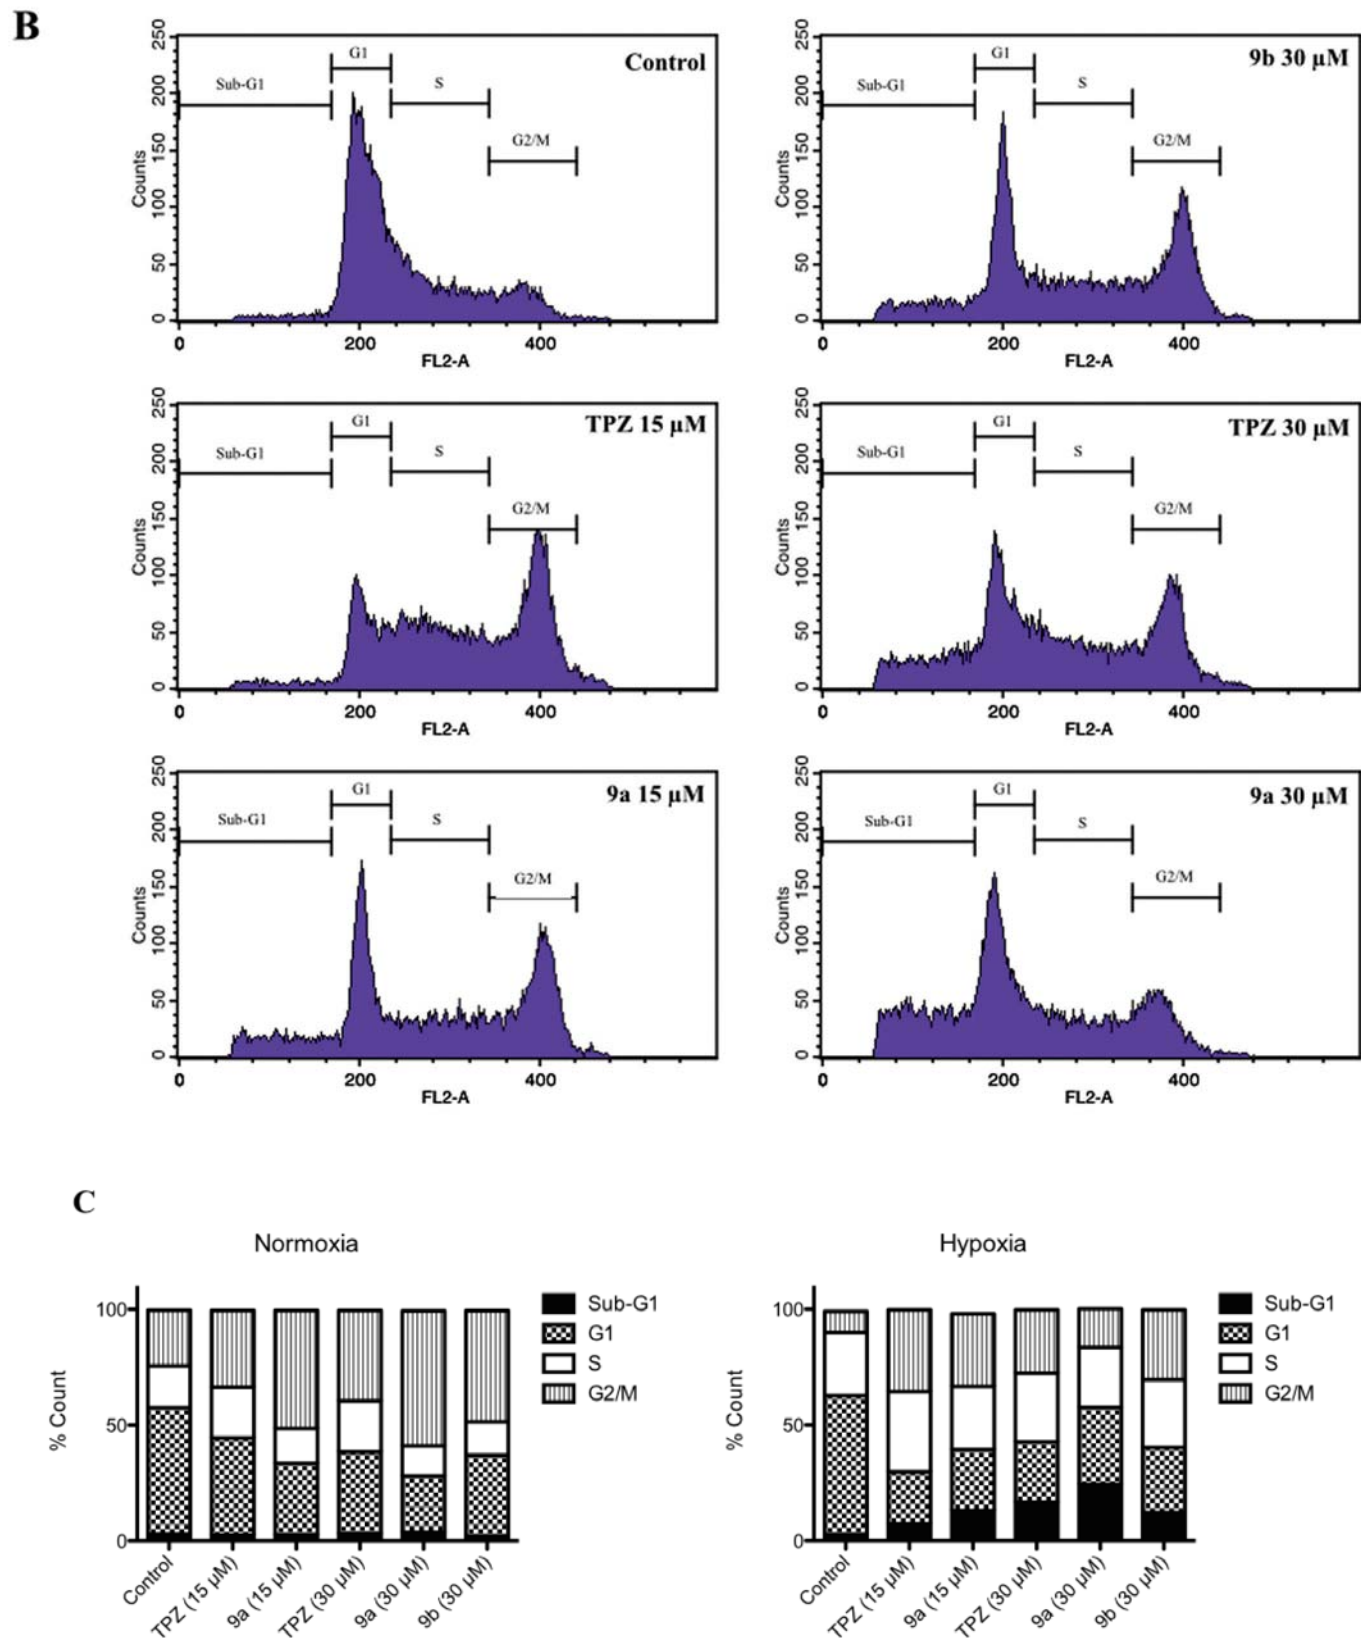 B
Control
Sub-G1
G1
S
G2/M
Counts
0 50 100 150 200 250
0 200 400
FL2-A
9b 30 µM
Sub-G1
G1
S
G2/M
Counts
0 50 100 150 200 250
0 200 400
FL2-A
TPZ 15 µM
Sub-G1
G1
S
G2/M
Counts
0 50 100 150 200 250
0 200 400
FL2-A
TPZ 30 µM
Sub-G1
G1
S
G2/M
Counts
0 50 100 150 200 250
0 200 400
FL2-A
9a 15 µM
Sub-G1
G1
S
G2/M
Counts
0 50 100 150 200 250
0 200 400
FL2-A
9a 30 µM
Sub-G1
G1
S
G2/M
Counts
0 50 100 150 200 250
0 200 400
FL2-A
C
Normoxia
% Count
100
50
0
Control
TPZ (15 µM)
9a (15 µM)
TPZ (30 µM)
9a (30 µM)
9b (30 µM)
Sub-G1
G1
S
G2/M
Hypoxia
% Count
100
50
0
Control
TPZ (15 µM)
9a (15 µM)
TPZ (30 µM)
9a (30 µM)
9b (30 µM)
Sub-G1
G1
S
G2/M